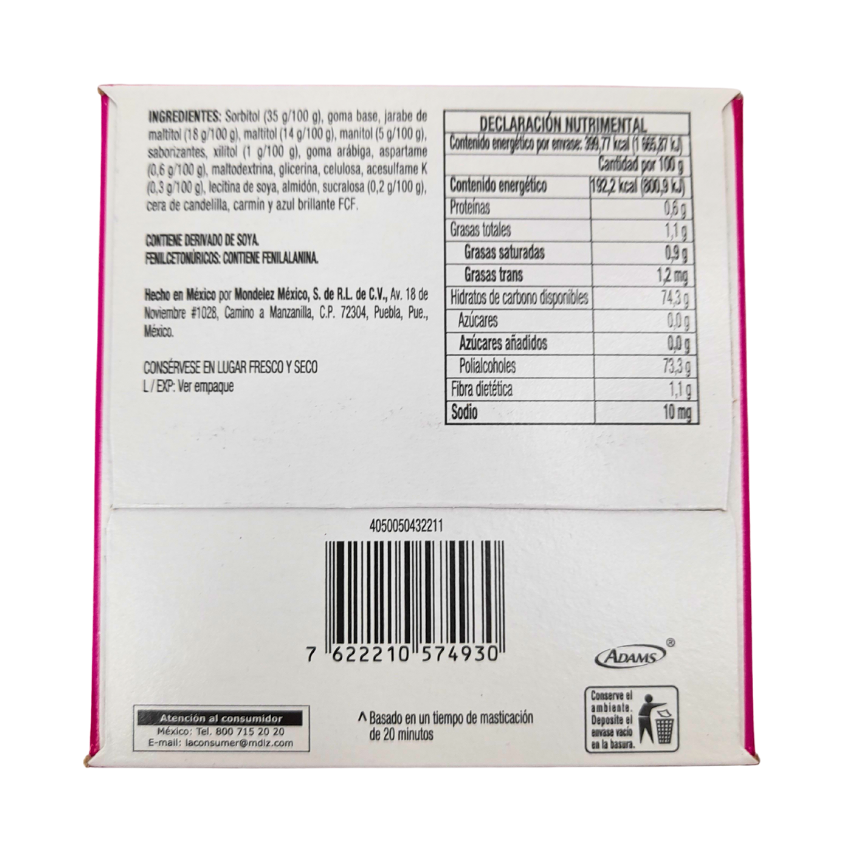 INGREDIENTES: Sorbitol (35 g/100 g), goma base, jarabe de
maltitol (18 g/100 g), maltitol (14 g/100 g), manitol (5 g/100 g),
saborizantes, xilitol (1 g/100 g), goma arábiga, aspartame
(0,6 g/100 g), maltodextrina, glicerina, celulosa, acesulfame K
(0,3 g/100 g), lecitina de soya, almidón, sucralosa (0,2 g/100 g),
cera de candelilla, carmín y azul brillante FCF.
CONTIENE DERIVADO DE SOYA.
FENILCETONÚRICOS: CONTIENE FENILALANINA.
Hecho en México por Mondelez México, S. de R.L. de C.V., Av. 18 de
Noviembre #1028, Camino a Manzanilla, C.P. 72304, Puebla, Pue.,
México.
CONSÉRVESE EN LUGAR FRESCO Y SECO
L / EXP: Ver empaque
DECLARACIÓN NUTRIMENTAL
Contenido energético por envase: 399,77 kcal (1 665,87 kJ)
Cantidad por 100 g
Contenido energético 192,2 kcal (800,9 kJ)
Proteínas 0,6 g
Grasas totales 1,1 g
Grasas saturadas 0,9 g
Grasas trans 1,2 mg
Hidratos de carbono disponibles 74,3 g
Azúcares 0,0 g
Azúcares añadidos 0,0 g
Polialcoholes 73,3 g
Fibra dietética 1,1 g
Sodio 10 mg
4050050432211
7 622210 574930
ADAMS ®
Atención al consumidor
México: Tel. 800 715 20 20
E-mail: laconsumer@mdlz.com
^ Basado en un tiempo de masticación
de 20 minutos
Conserve el
ambiente.
Deposite el
envase vacío
en la basura.